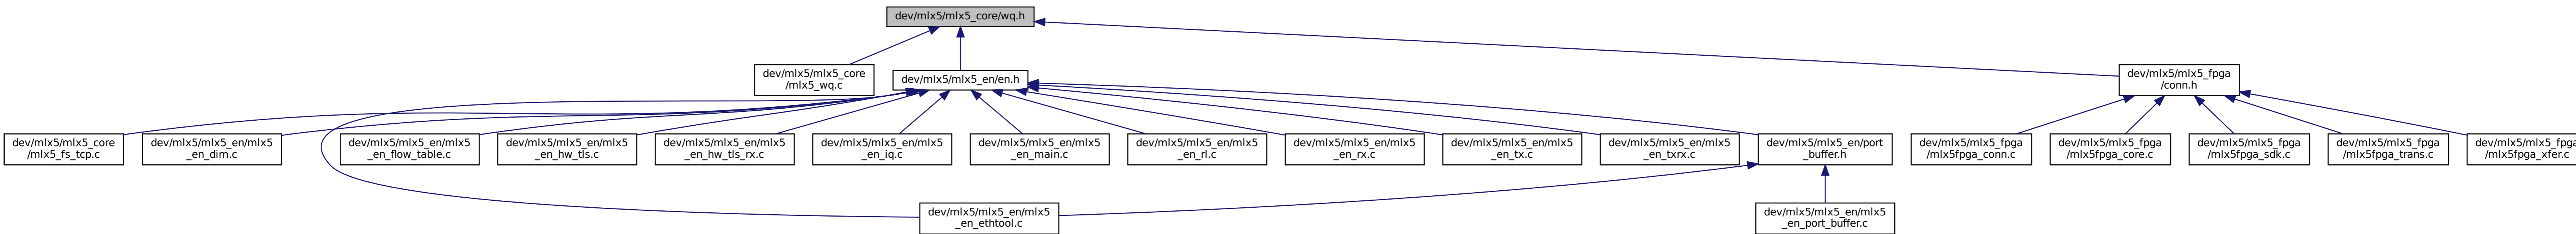 dev/mlx5/mlx5_core/wq.h
dev/mlx5/mlx5_core
/mlx5_wq.c
dev/mlx5/mlx5_en/en.h
dev/mlx5/mlx5_fpga
/conn.h
dev/mlx5/mlx5_core
/mlx5_fs_tcp.c
dev/mlx5/mlx5_en/mlx5
_en_dim.c
dev/mlx5/mlx5_en/mlx5
_en_flow_table.c
dev/mlx5/mlx5_en/mlx5
_en_hw_tls.c
dev/mlx5/mlx5_en/mlx5
_en_hw_tls_rx.c
dev/mlx5/mlx5_en/mlx5
_en_iq.c
dev/mlx5/mlx5_en/mlx5
_en_main.c
dev/mlx5/mlx5_en/mlx5
_en_rl.c
dev/mlx5/mlx5_en/mlx5
_en_rx.c
dev/mlx5/mlx5_en/mlx5
_en_tx.c
dev/mlx5/mlx5_en/mlx5
_en_txrx.c
dev/mlx5/mlx5_en/port
_buffer.h
dev/mlx5/mlx5_fpga
/mlx5fpga_conn.c
dev/mlx5/mlx5_fpga
/mlx5fpga_core.c
dev/mlx5/mlx5_fpga
/mlx5fpga_sdk.c
dev/mlx5/mlx5_fpga
/mlx5fpga_trans.c
dev/mlx5/mlx5_fpga
/mlx5fpga_xfer.c
dev/mlx5/mlx5_en/mlx5
_en_ethtool.c
dev/mlx5/mlx5_en/mlx5
_en_port_buffer.c